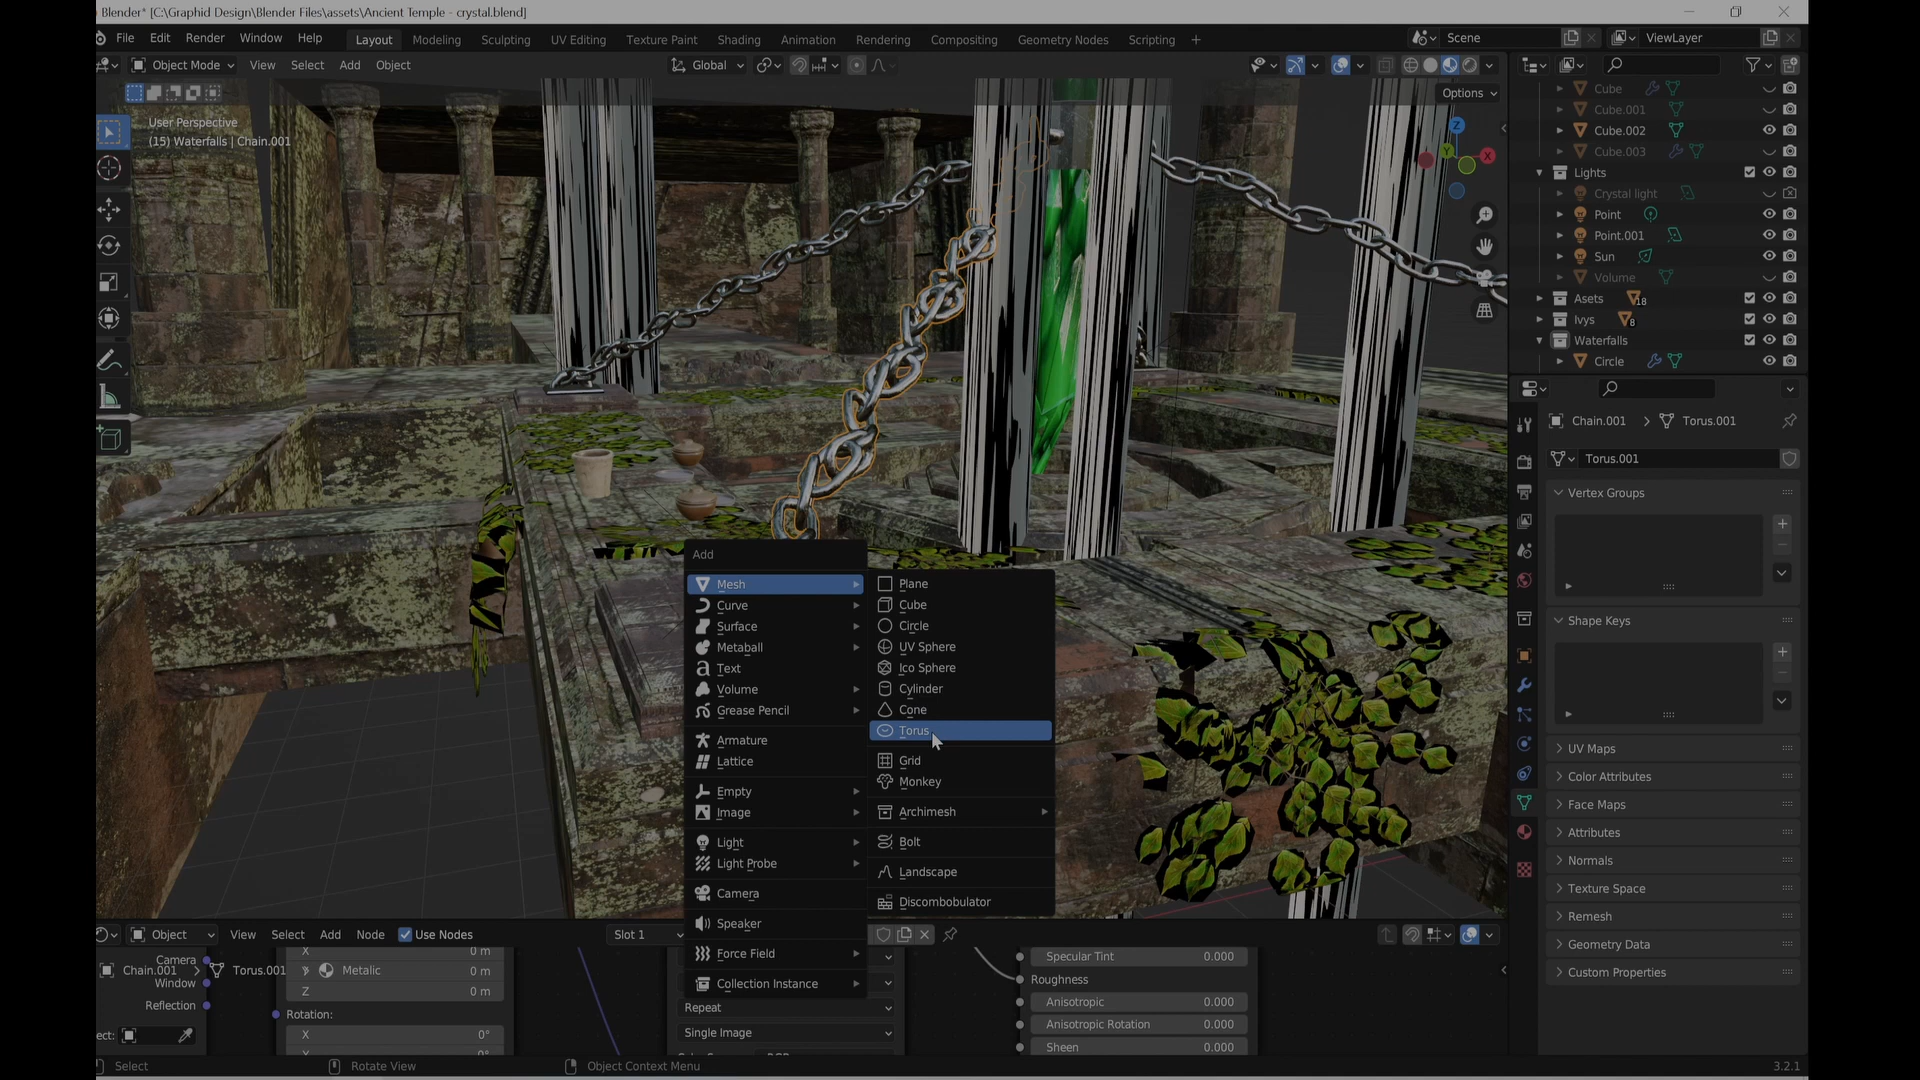 Blender* [C:\Graphid Design\Blender Files\assets\Ancient Temple - crystal.blend]
File Edit Render Window Help
Layout Modeling Sculpting UV Editing Texture Paint Shading Animation Rendering Compositing Geometry Nodes Scripting +
Scene
ViewLayer
Object Mode View Select Add Object
Global
Options
User Perspective
(15) Waterfalls | Chain.001
Z
Y
X
Cube
Cube.001
Cube.002
Cube.003
Lights
Crystal light
Point
Point.001
Sun
Volume
Asets 18
Ivys 8
Waterfalls
Circle
Chain.001 > Torus.001
Torus.001
Vertex Groups
Shape Keys
UV Maps
Color Attributes
Face Maps
Attributes
Normals
Texture Space
Remesh
Geometry Data
Custom Properties
Add
Mesh
Curve
Surface
Metaball
Text
Volume
Grease Pencil
Armature
Lattice
Empty
Image
Light
Light Probe
Camera
Speaker
Force Field
Collection Instance
Plane
Cube
Circle
UV Sphere
Ico Sphere
Cylinder
Cone
Torus
Grid
Monkey
Archimesh
Bolt
Landscape
Discombobulator
Object View Select Add Node Use Nodes
Slot 1
Camera
Chain.001 > Torus.001 Metallic
Window
Reflection
ect:
X 0 m
0 m
Z 0 m
Rotation:
X 0°
Repeat
Single Image
Specular Tint 0.000
Roughness
Anisotropic 0.000
Anisotropic Rotation 0.000
Sheen 0.000
Select
Rotate View
Object Context Menu
3.2.1